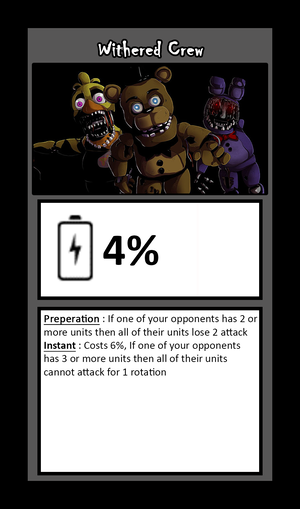 Withered Crew
4%
Preperation : If one of your opponents has 2 or
more units then all of their units lose 2 attack
Instant : Costs 6%, If one of your opponents
has 3 or more units then all of their units
cannot attack for 1 rotation